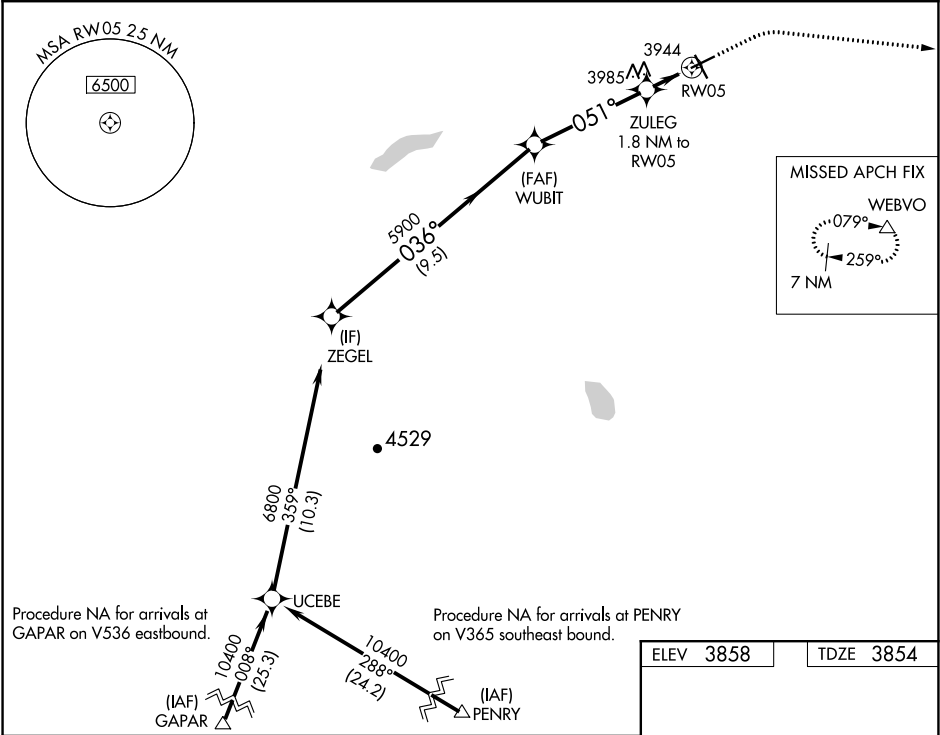 MSA RW05 25 NM
6500
3944
3985
RW05
051°
ZULEG
1.8 NM to
RW05
(FAF)
WUBIT
MISSED APCH FIX
WEBVO
079°
259°
7 NM
5900
036°
(9.5)
(IF)
ZEGEL
4529
6800
359°
(10.3)
UCEBE
Procedure NA for arrivals at
GAPAR on V536 eastbound.
Procedure NA for arrivals at PENRY
on V365 southeast bound.
10400
008°
(25.3)
10400
288°
(24.2)
(IAF)
GAPAR
(IAF)
PENRY
ELEV 3858
TDZE 3854